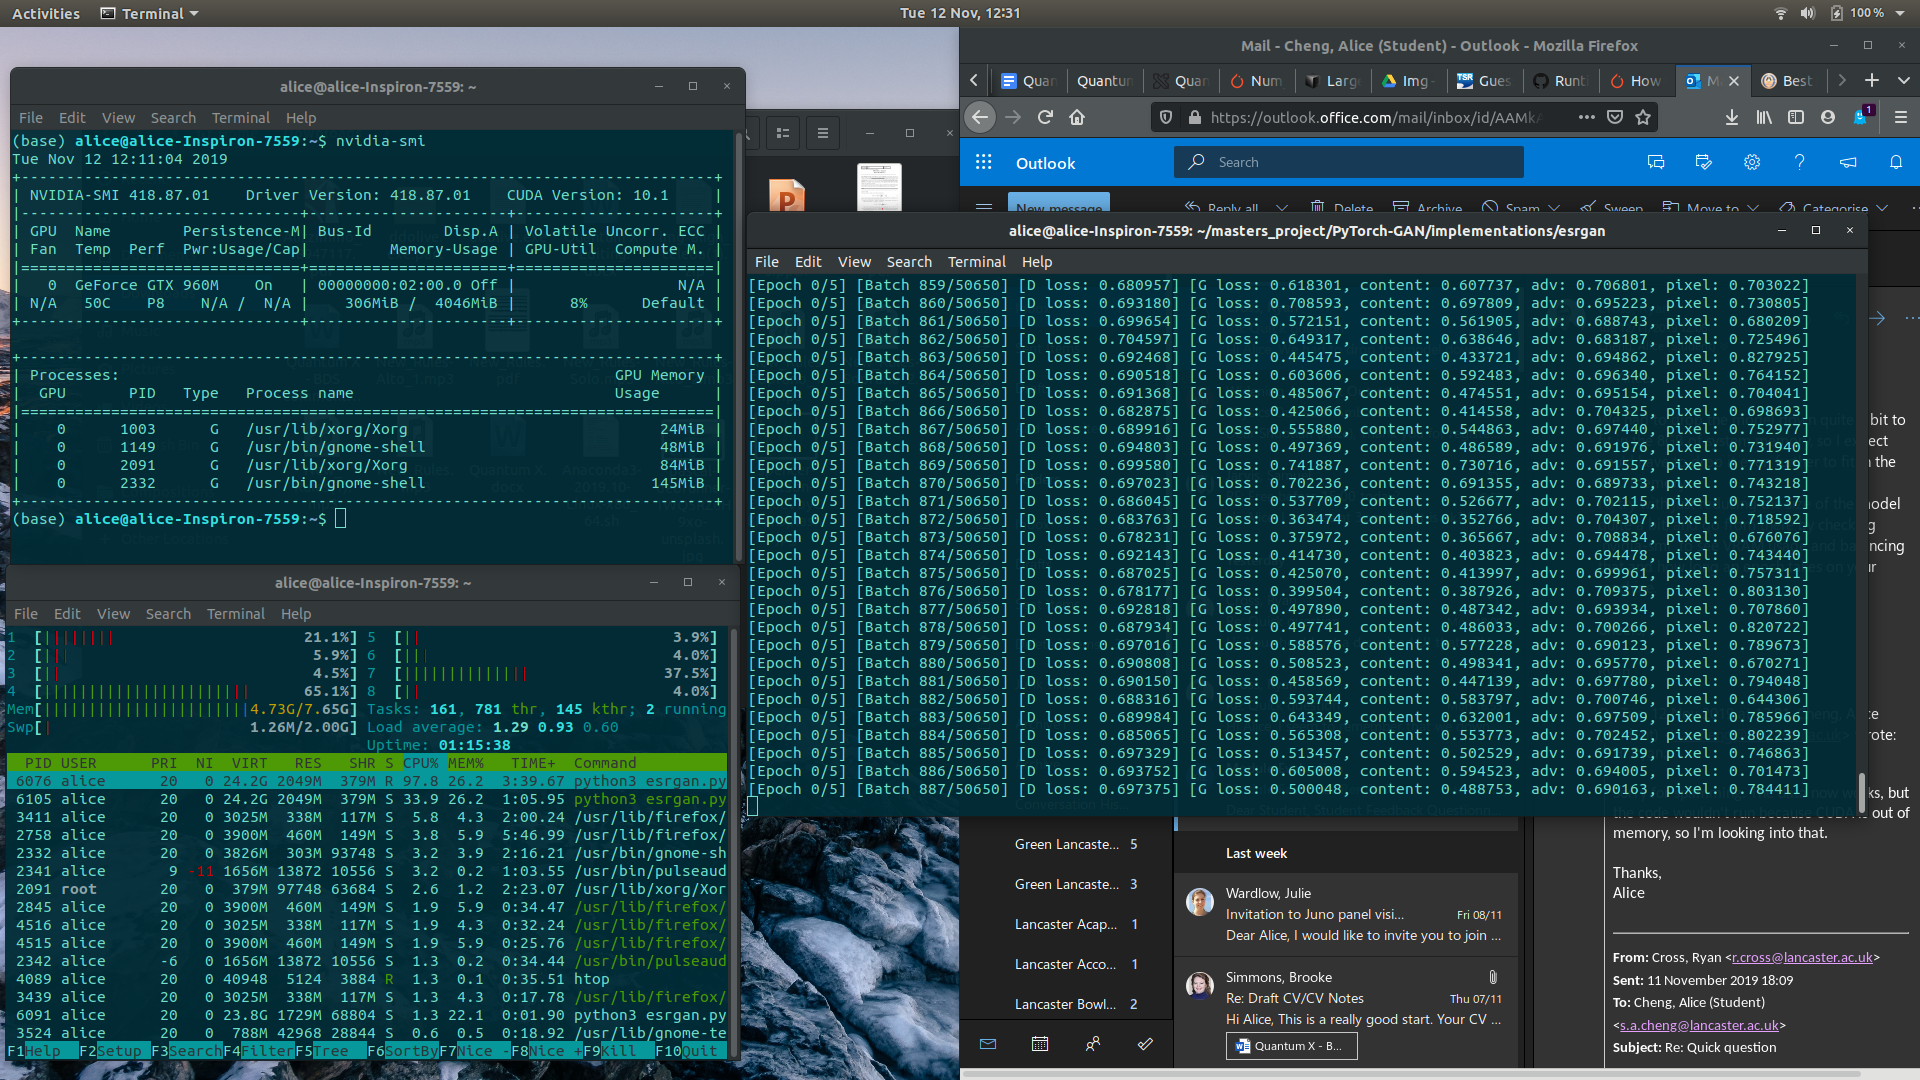 Activities Terminal Tue 12 Nov, 12:31 100%
alice@alice-Inspiron-7559: ~
File Edit View Search Terminal Help
(base) alice@alice-Inspiron-7559:~$ nvidia-smi
Tue Nov 12 12:11:04 2019
+-----------------------------------------------------------------------------+
| NVIDIA-SMI 418.87.01    Driver Version: 418.87.01    CUDA Version: 10.1 |
|-------------------------------+----------------------+----------------------+
| GPU  Name        Persistence-M| Bus-Id        Disp.A | Volatile Uncorr. ECC |
| Fan  Temp  Perf  Pwr:Usage/Cap|         Memory-Usage | GPU-Util  Compute M. |
|===============================+======================+======================|
|   0  GeForce GTX 960M    On   | 00000000:02:00.0 Off |                  N/A |
| N/A   50C    P8    N/A /  N/A |    306MiB /  4046MiB |      8%      Default |
+-------------------------------+----------------------+----------------------+
+-----------------------------------------------------------------------------+
| Processes:                                                       GPU Memory |
|  GPU       PID   Type   Process name                             Usage      |
|=============================================================================|
|    0      1003      G   /usr/lib/xorg/Xorg                            24MiB |
|    0      1149      G   /usr/bin/gnome-shell                          48MiB |
|    0      2091      G   /usr/lib/xorg/Xorg                            84MiB |
|    0      2332      G   /usr/bin/gnome-shell                         145MiB |
+-----------------------------------------------------------------------------+
(base) alice@alice-Inspiron-7559:~$
alice@alice-Inspiron-7559: ~
File Edit View Search Terminal Help
1 [||||||||| 21.1%] 5 [|| 3.9%]
2 [||| 5.9%] 6 [||| 4.0%]
3 [|| 4.5%] 7 [|||||||||||||| 37.5%]
4 [||||||||||||||||||||||| 65.1%] 8 [|| 4.0%]
Mem[|||||||||||||||||||||||4.73G/7.65G] Tasks: 161, 781 thr, 145 kthr; 2 running
Swp[| 1.26M/2.00G] Load average: 1.29 0.93 0.60
Uptime: 01:15:38
PID USER PRI NI VIRT RES SHR S CPU% MEM% TIME+ Command
6076 alice 20 0 24.2G 2049M 379M R 97.8 26.2 3:39.67 python3 esrgan.py
6105 alice 20 0 24.2G 2049M 379M S 33.9 26.2 1:05.95 python3 esrgan.py
3411 alice 20 0 3025M 338M 117M S 5.8 4.3 2:00.24 /usr/lib/firefox/
2758 alice 20 0 3900M 460M 149M S 3.8 5.9 5:46.99 /usr/lib/firefox/
2332 alice 20 0 3826M 303M 93748 S 3.2 3.9 2:16.21 /usr/bin/gnome-sh
2341 alice 9 -11 1656M 13872 10556 S 3.2 0.2 1:03.55 /usr/bin/pulseaud
2091 root 20 0 379M 97748 63684 S 2.6 1.2 2:23.07 /usr/lib/xorg/Xor
2845 alice 20 0 3900M 460M 149M S 1.9 5.9 0:34.47 /usr/lib/firefox/
4516 alice 20 0 3025M 338M 117M S 1.9 4.3 0:32.24 /usr/lib/firefox/
4515 alice 20 0 3900M 460M 149M S 1.9 5.9 0:25.76 /usr/lib/firefox/
2342 alice -6 0 1656M 13872 10556 S 1.3 0.2 0:34.44 /usr/bin/pulseaud
4089 alice 20 0 40948 5124 3884 R 1.3 0.1 0:35.51 htop
3439 alice 20 0 3025M 338M 117M S 1.3 4.3 0:17.78 /usr/lib/firefox/
6091 alice 20 0 23.8G 1729M 68804 S 1.3 22.1 0:01.90 python3 esrgan.py
3524 alice 20 0 788M 42968 28844 S 0.6 0.5 0:18.92 /usr/lib/gnome-te
F1Help F2Setup F3SearchF4FilterF5Tree F6SortByF7Nice -F8Nice +F9Kill F10Quit
Mail - Cheng, Alice (Student) - Outlook - Mozilla Firefox
Quan Quantun Quan Num Larg Img- Gues Runti How M Best
https://outlook.office.com/mail/inbox/id/AAMkA 1
Outlook Search
New message Reply all Delete Archive Spam Sweep Move to Categorise
alice@alice-Inspiron-7559: ~/masters_project/PyTorch-GAN/implementations/esrgan
File Edit View Search Terminal Help
[Epoch 0/5] [Batch 859/50650] [D loss: 0.680957] [G loss: 0.618301, content: 0.607737, adv: 0.706801, pixel: 0.703022]
[Epoch 0/5] [Batch 860/50650] [D loss: 0.693180] [G loss: 0.708593, content: 0.697809, adv: 0.695223, pixel: 0.730805]
[Epoch 0/5] [Batch 861/50650] [D loss: 0.699654] [G loss: 0.572151, content: 0.561905, adv: 0.688743, pixel: 0.680209]
[Epoch 0/5] [Batch 862/50650] [D loss: 0.704597] [G loss: 0.649317, content: 0.638646, adv: 0.683187, pixel: 0.725496]
[Epoch 0/5] [Batch 863/50650] [D loss: 0.692468] [G loss: 0.445475, content: 0.433721, adv: 0.694862, pixel: 0.827925]
[Epoch 0/5] [Batch 864/50650] [D loss: 0.690518] [G loss: 0.603606, content: 0.592483, adv: 0.696340, pixel: 0.764152]
[Epoch 0/5] [Batch 865/50650] [D loss: 0.691368] [G loss: 0.485067, content: 0.474551, adv: 0.695154, pixel: 0.704041]
[Epoch 0/5] [Batch 866/50650] [D loss: 0.682875] [G loss: 0.425066, content: 0.414558, adv: 0.704325, pixel: 0.698693]
[Epoch 0/5] [Batch 867/50650] [D loss: 0.689916] [G loss: 0.555880, content: 0.544863, adv: 0.697440, pixel: 0.752977]
[Epoch 0/5] [Batch 868/50650] [D loss: 0.694803] [G loss: 0.497369, content: 0.486589, adv: 0.691976, pixel: 0.731940]
[Epoch 0/5] [Batch 869/50650] [D loss: 0.699580] [G loss: 0.741887, content: 0.730716, adv: 0.691557, pixel: 0.771319]
[Epoch 0/5] [Batch 870/50650] [D loss: 0.697023] [G loss: 0.702236, content: 0.691355, adv: 0.689733, pixel: 0.743218]
[Epoch 0/5] [Batch 871/50650] [D loss: 0.686045] [G loss: 0.537709, content: 0.526677, adv: 0.702115, pixel: 0.752137]
[Epoch 0/5] [Batch 872/50650] [D loss: 0.683763] [G loss: 0.363474, content: 0.352766, adv: 0.704307, pixel: 0.718592]
[Epoch 0/5] [Batch 873/50650] [D loss: 0.678231] [G loss: 0.375972, content: 0.365667, adv: 0.708834, pixel: 0.676076]
[Epoch 0/5] [Batch 874/50650] [D loss: 0.692143] [G loss: 0.414730, content: 0.403823, adv: 0.694478, pixel: 0.743440]
[Epoch 0/5] [Batch 875/50650] [D loss: 0.687025] [G loss: 0.425070, content: 0.413997, adv: 0.699961, pixel: 0.757311]
[Epoch 0/5] [Batch 876/50650] [D loss: 0.678177] [G loss: 0.399504, content: 0.387926, adv: 0.709375, pixel: 0.803130]
[Epoch 0/5] [Batch 877/50650] [D loss: 0.692818] [G loss: 0.497890, content: 0.487342, adv: 0.693934, pixel: 0.707860]
[Epoch 0/5] [Batch 878/50650] [D loss: 0.687934] [G loss: 0.497741, content: 0.486033, adv: 0.700266, pixel: 0.820722]
[Epoch 0/5] [Batch 879/50650] [D loss: 0.697016] [G loss: 0.588576, content: 0.577228, adv: 0.690123, pixel: 0.789673]
[Epoch 0/5] [Batch 880/50650] [D loss: 0.690808] [G loss: 0.508523, content: 0.498341, adv: 0.695770, pixel: 0.670271]
[Epoch 0/5] [Batch 881/50650] [D loss: 0.690150] [G loss: 0.458569, content: 0.447139, adv: 0.697780, pixel: 0.794048]
[Epoch 0/5] [Batch 882/50650] [D loss: 0.688316] [G loss: 0.593744, content: 0.583797, adv: 0.700746, pixel: 0.644306]
[Epoch 0/5] [Batch 883/50650] [D loss: 0.689984] [G loss: 0.643349, content: 0.632001, adv: 0.697509, pixel: 0.785966]
[Epoch 0/5] [Batch 884/50650] [D loss: 0.685065] [G loss: 0.565308, content: 0.553773, adv: 0.702452, pixel: 0.802239]
[Epoch 0/5] [Batch 885/50650] [D loss: 0.697329] [G loss: 0.513457, content: 0.502529, adv: 0.691739, pixel: 0.746863]
[Epoch 0/5] [Batch 886/50650] [D loss: 0.693752] [G loss: 0.605008, content: 0.594523, adv: 0.694005, pixel: 0.701473]
[Epoch 0/5] [Batch 887/50650] [D loss: 0.697375] [G loss: 0.500048, content: 0.488753, adv: 0.690163, pixel: 0.784411]
bit to
the
and balancing
Green Lancaste... 5
Green Lancaste... 3
Lancaster Acap... 1
Lancaster Acco... 1
Lancaster Bowl... 2
Last week
Wardlow, Julie
Invitation to Juno panel visi... Fri 08/11
Dear Alice, I would like to invite you to join ...
Simmons, Brooke
Re: Draft CV/CV Notes Thu 07/11
Hi Alice, This is a really good start. Your CV ...
Quantum X - B...
but
out of
memory, so I'm looking into that.
Thanks,
Alice
From: Cross, Ryan <r.cross@lancaster.ac.uk>
Sent: 11 November 2019 18:09
To: Cheng, Alice (Student)
<s.a.cheng@lancaster.ac.uk>
Subject: Re: Quick question